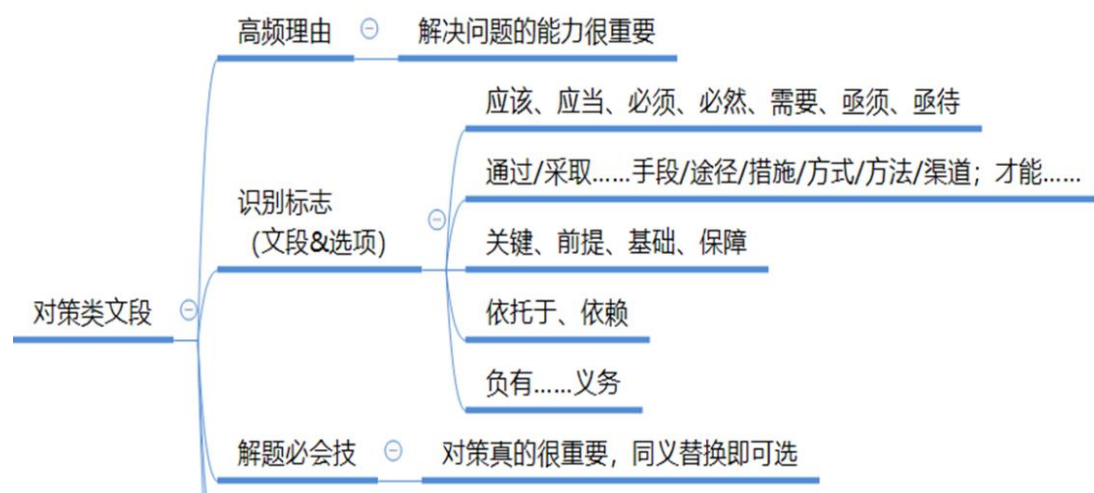 高频理由
解决问题的能力很重要
应该、应当、必须、必然、需要、亟须、亟待
通过/采取……手段/途径/措施/方式/方法/渠道；才能……
识别标志
（文段&选项）
关键、前提、基础、保障
对策类文段
依托于、依赖
负有……义务
解题必会技
对策真的很重要，同义替换即可选